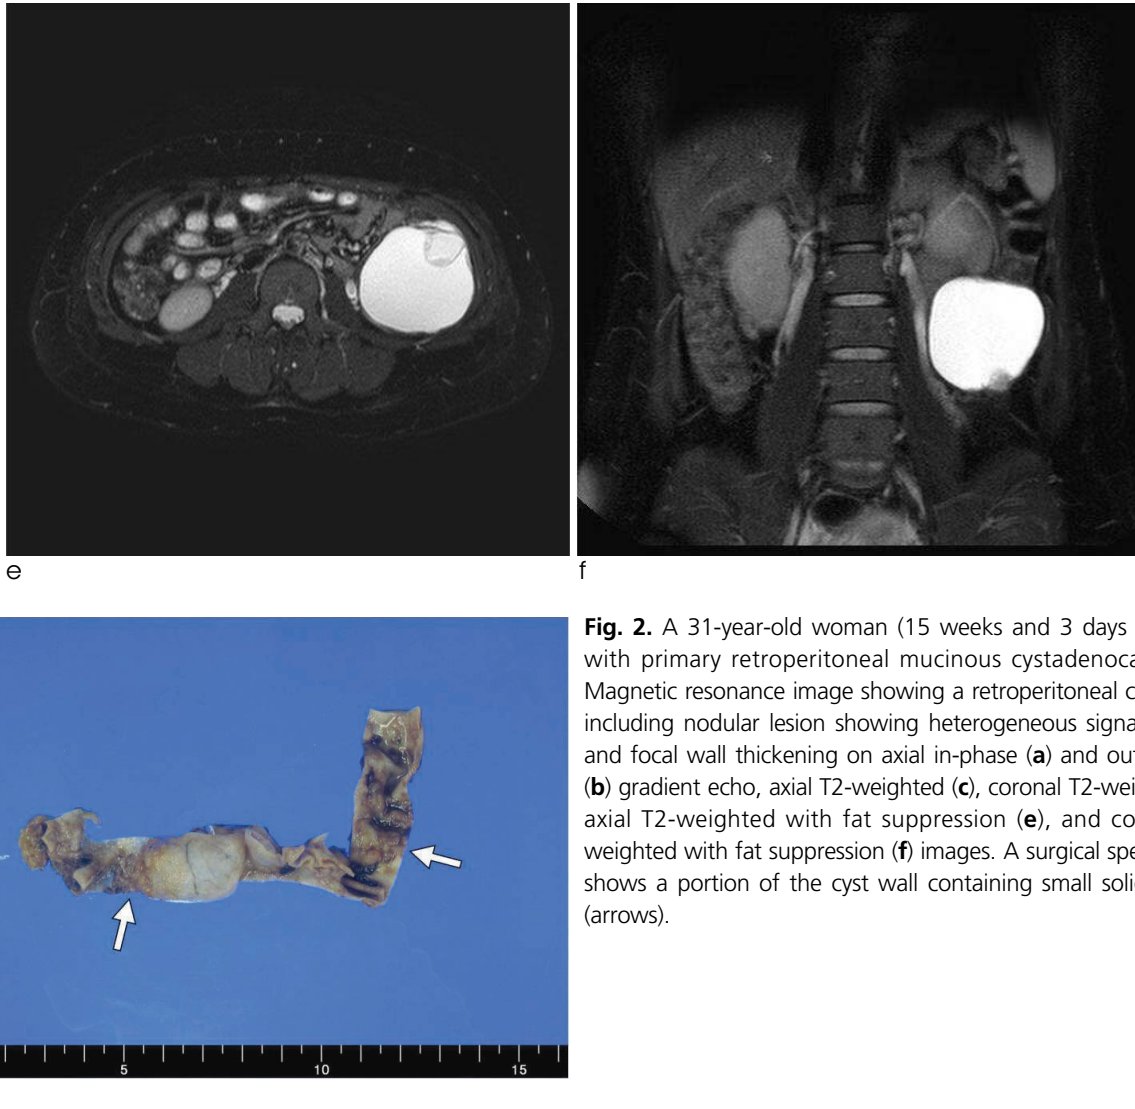 e
f
Fig. 2. A 31-year-old woman (15 weeks and 3 days
with primary retroperitoneal mucinous cystadenoca
Magnetic resonance image showing a retroperitoneal c
including nodular lesion showing heterogeneous signa
and focal wall thickening on axial in-phase (a) and out
(b) gradient echo, axial T2-weighted (c), coronal T2-wei
axial T2-weighted with fat suppression (e), and co
weighted with fat suppression (f) images. A surgical spe
shows a portion of the cyst wall containing small soli
(arrows).
5
10
15